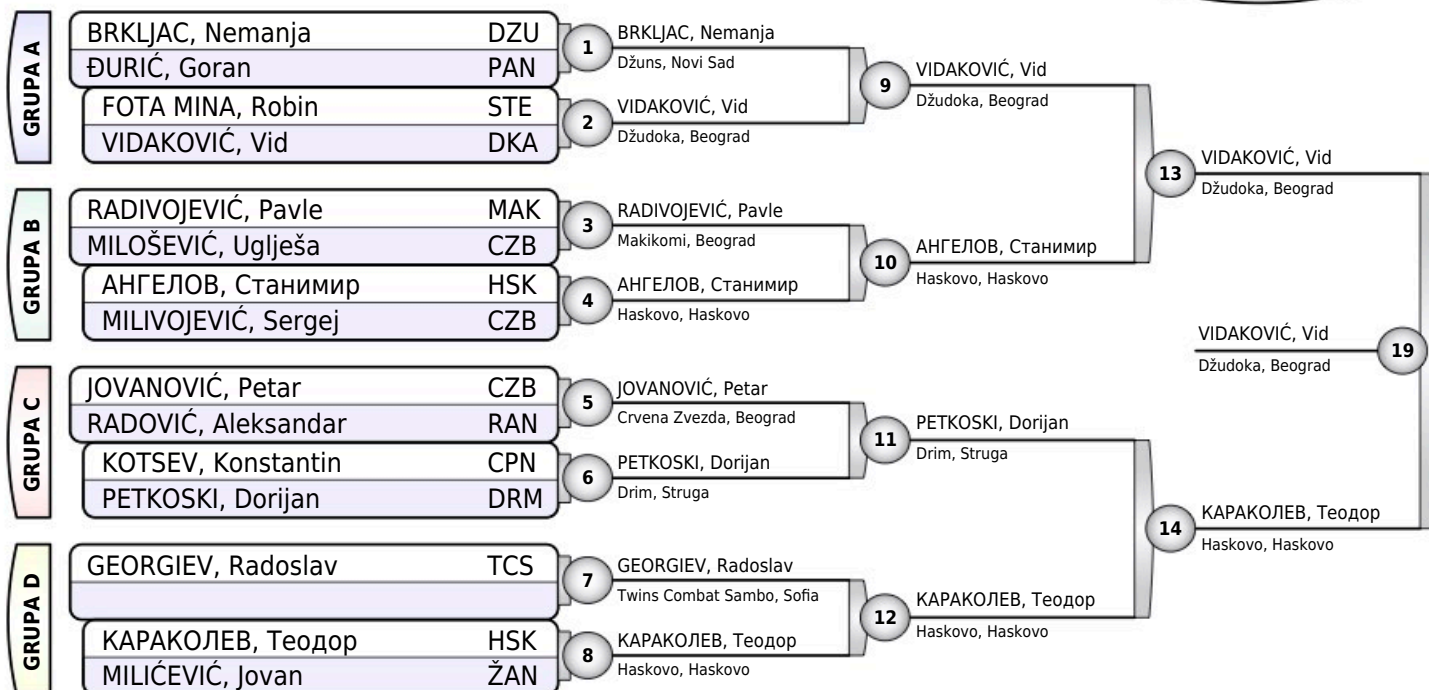 GRUPA A
BRKLJAC, Nemanja DZU
ĐURIĆ, Goran PAN
FOTA MINA, Robin STE
VIDAKOVIĆ, Vid DKA
1
BRKLJAC, Nemanja
Džuns, Novi Sad
2
VIDAKOVIĆ, Vid
Džudoka, Beograd
9
VIDAKOVIĆ, Vid
Džudoka, Beograd
GRUPA B
RADIVOJEVIĆ, Pavle MAK
MILOŠEVIĆ, Uglješa CZB
АНГЕЛОВ, Станимир HSK
MILIVOJEVIĆ, Sergej CZB
3
RADIVOJEVIĆ, Pavle
Makikomi, Beograd
4
АНГЕЛОВ, Станимир
Haskovo, Haskovo
10
АНГЕЛОВ, Станимир
Haskovo, Haskovo
13
VIDAKOVIĆ, Vid
Džudoka, Beograd
GRUPA C
JOVANOVIĆ, Petar CZB
RADOVIĆ, Aleksandar RAN
KOTSEV, Konstantin CPN
PETKOSKI, Dorijan DRM
5
JOVANOVIĆ, Petar
Crvena Zvezda, Beograd
6
PETKOSKI, Dorijan
Drim, Struga
11
PETKOSKI, Dorijan
Drim, Struga
GRUPA D
GEORGIEV, Radoslav TCS
КАРАКОЛЕВ, Теодор HSK
MILIĆEVIĆ, Jovan ŽAN
7
GEORGIEV, Radoslav
Twins Combat Sambo, Sofia
8
КАРАКОЛЕВ, Теодор
Haskovo, Haskovo
12
КАРАКОЛЕВ, Теодор
Haskovo, Haskovo
14
КАРАКОЛЕВ, Теодор
Haskovo, Haskovo
VIDAKOVIĆ, Vid
Džudoka, Beograd
19